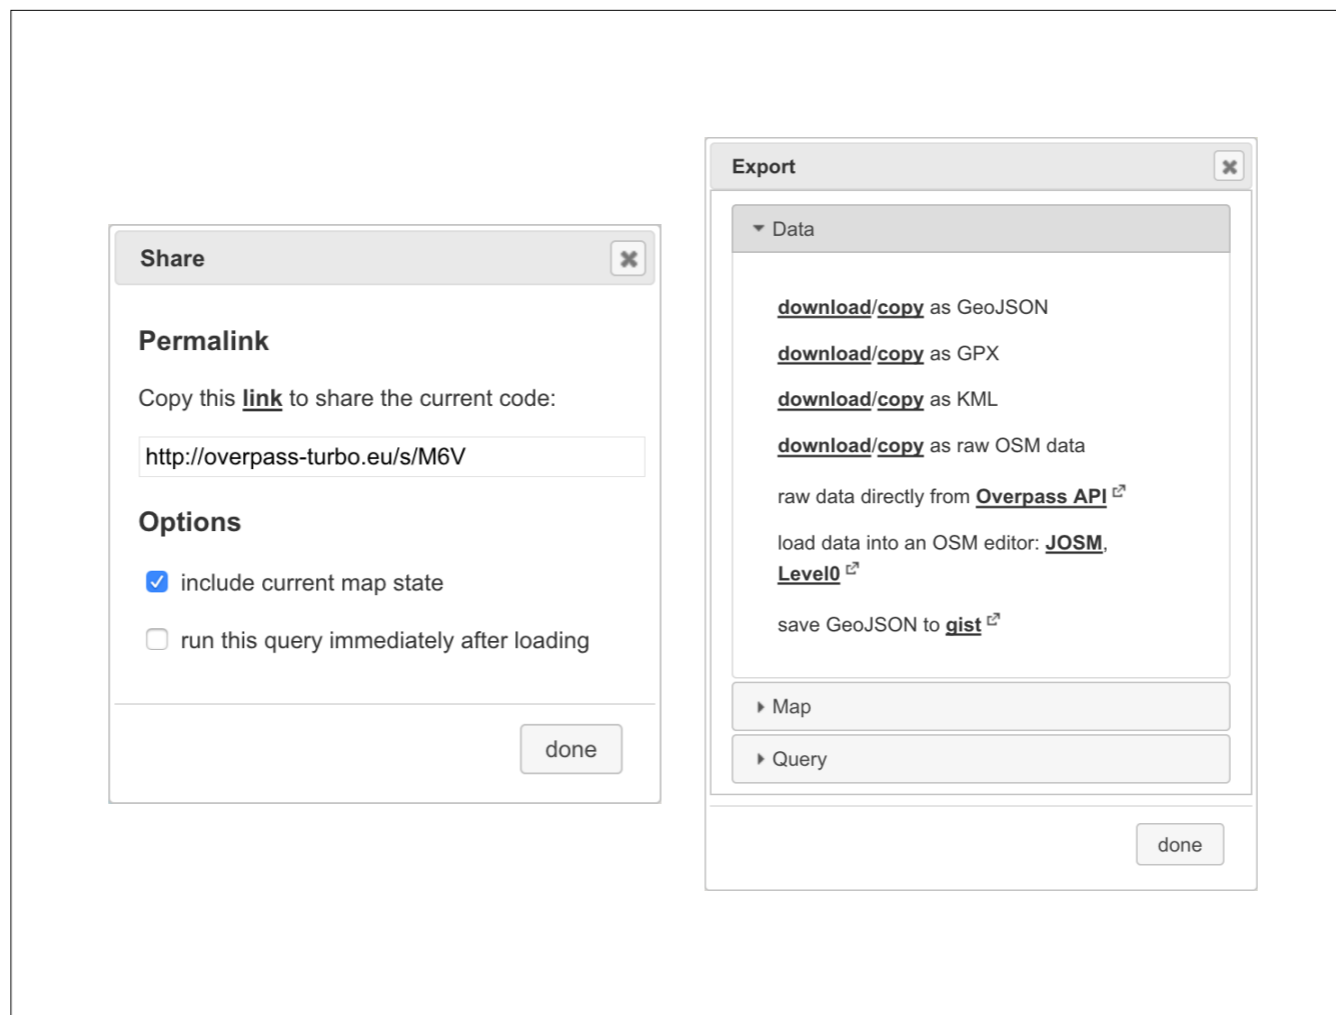 Share
Permalink
Copy this link to share the current code:
http://overpass-turbo.eu/s/M6V
Options
include current map state
run this query immediately after loading
done
Export
Data
download/copy as GeoJSON
download/copy as GPX
download/copy as KML
download/copy as raw OSM data
raw data directly from Overpass API
load data into an OSM editor: JOSM,
Level0
save GeoJSON to gist
Map
Query
done